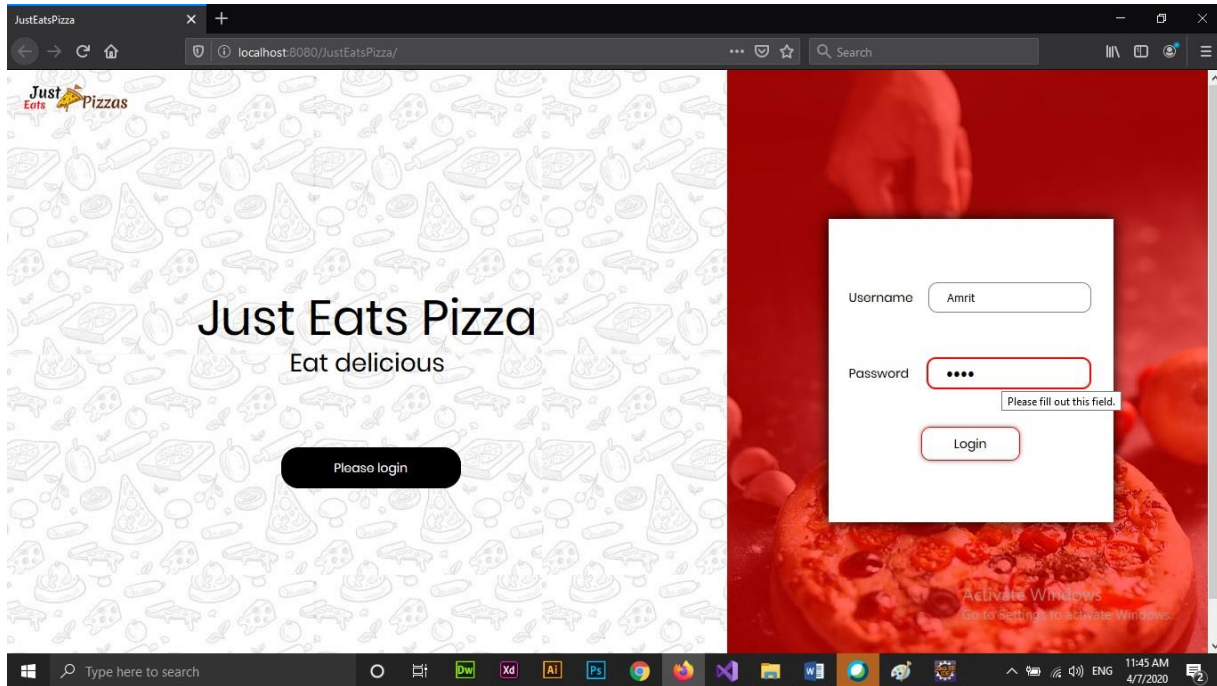 JustEatsPizza
localhost:8080/JustEatsPizza/
Search
Just
Eats Pizzas
Just Eats Pizza
Eat delicious
Please login
Username Amrit
Password ••••
Please fill out this field.
Login
Activate Windows
Go to Settings to activate Windows.
Type here to search
Dw
Xd
Ai
Ps
ENG
11:45 AM
4/7/2020
2